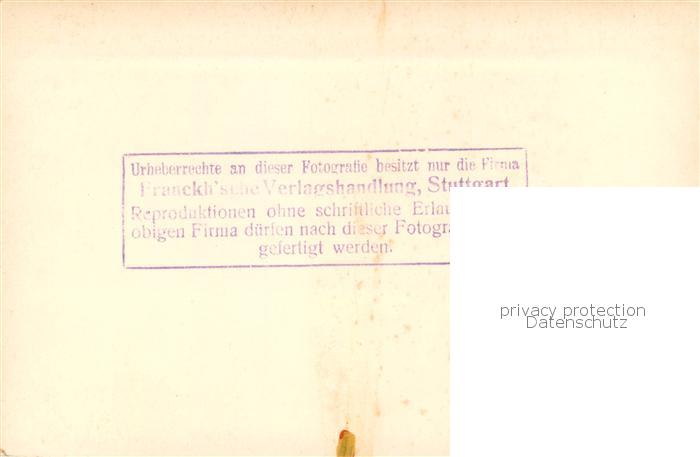 Urheberrechte an dieser Fotografie besitzt nur die Firma
Franckh'sche Verlagshandlung, Stuttgart
Reproduktionen ohne schriftliche Erlau
obigen Firma dürfen nach dieser Fotogra
gefertigt werden.
privacy protection
Datenschutz